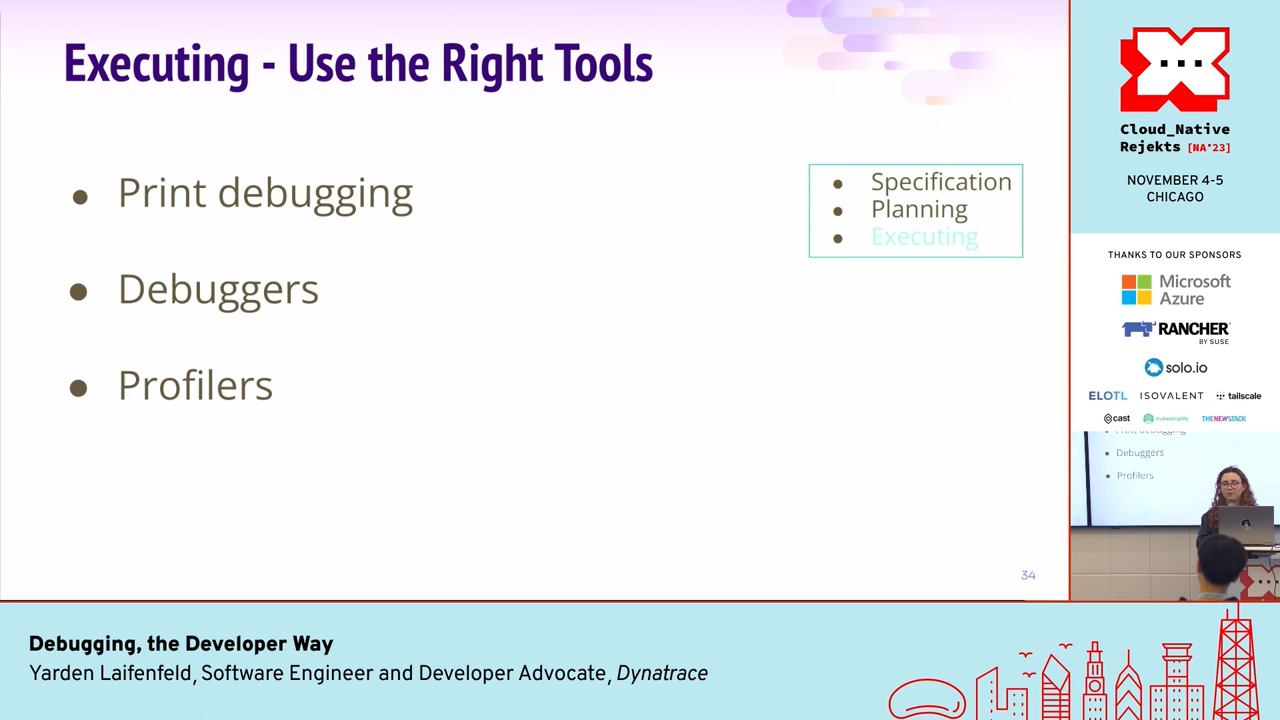 Executing - Use the Right Tools
Print debugging
Debuggers
Profilers
Specification
Planning
Executing
34
Cloud_Native
Rejekts [NA'23]
NOVEMBER 4-5
CHICAGO
THANKS TO OUR SPONSORS
Microsoft
Azure
RANCHER
BY SUSE
solo.io
ELOTL ISOVALENT tailscale
cast kubesimplify THENEWSTACK
Debuggers
Profilers
Debugging, the Developer Way
Yarden Laifenfeld, Software Engineer and Developer Advocate, Dynatrace